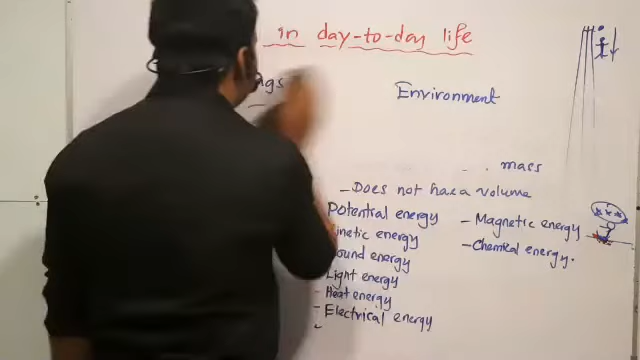 in day-to-day life
Environment
mass
- Does not have a volume
Potential energy
energy
energy
Light energy
- Heat energy
- Electrical energy
-
- Magnetic energy
- Chemical energy.